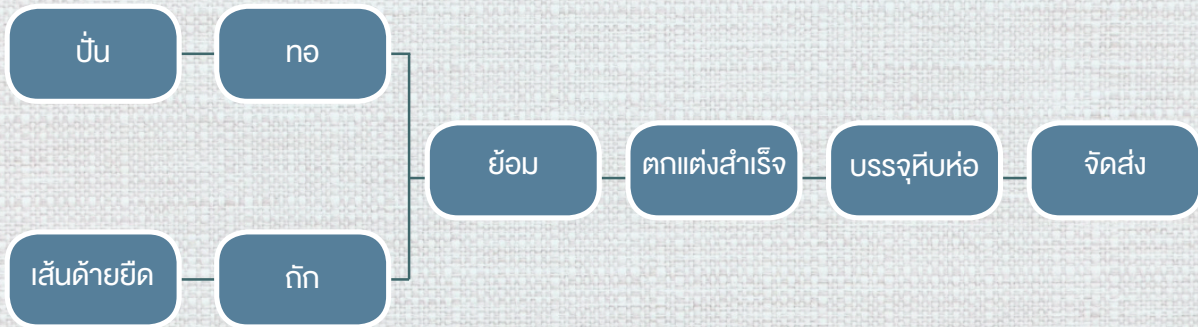 ปั่น
ทอ
เส้นด้ายยืด
ถัก
ย้อม
ตกแต่งสำเร็จ
บรรจุหีบห่อ
จัดส่ง